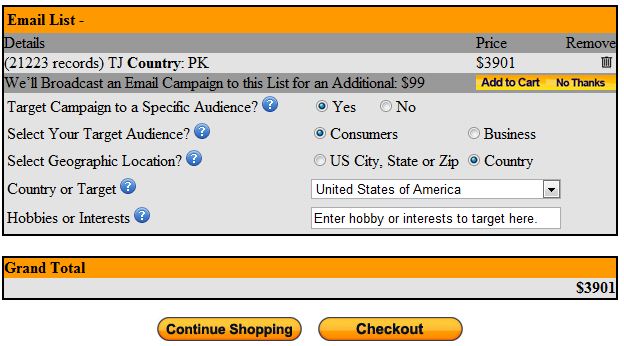 Email List -
Details Price Remove
(21223 records) TJ Country: PK $3901
We'll Broadcast an Email Campaign to this List for an Additional: $99 Add to Cart No Thanks
Target Campaign to a Specific Audience? ? Yes No
Select Your Target Audience? ? Consumers Business
Select Geographic Location? ? US City, State or Zip Country
Country or Target ? United States of America
Hobbies or Interests ? Enter hobby or interests to target here.
Grand Total
$3901
Continue Shopping Checkout